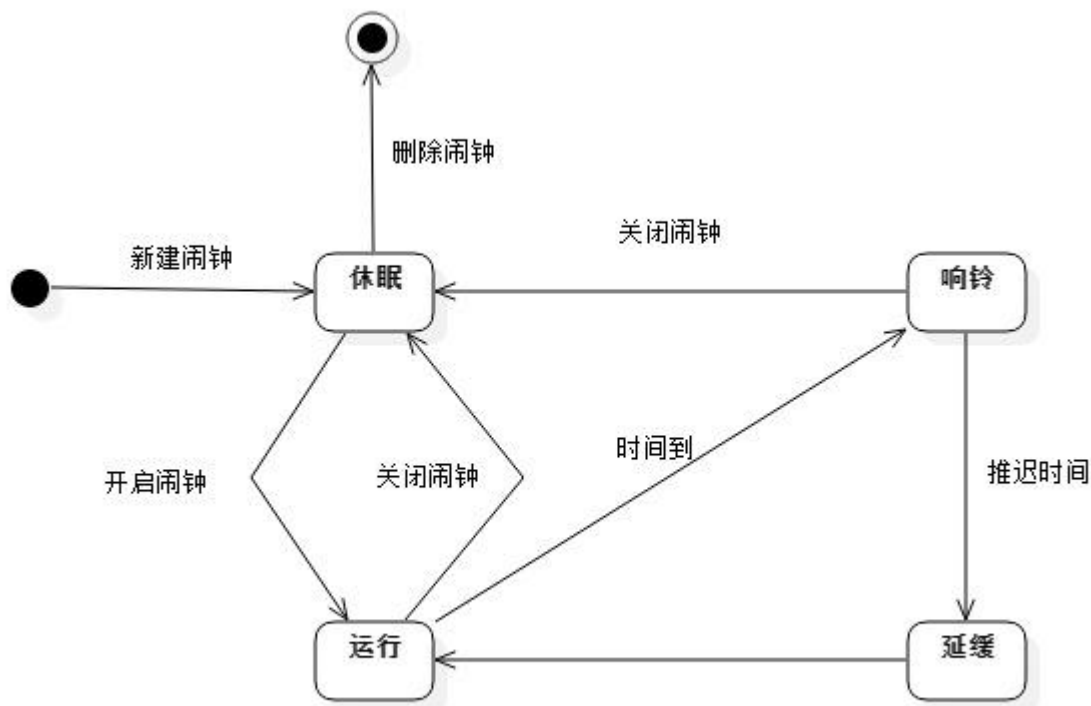 删除闹钟
关闭闹钟
新建闹钟
休眠
响铃
时间到
开启闹钟
关闭闹钟
推迟时间
运行
延缓